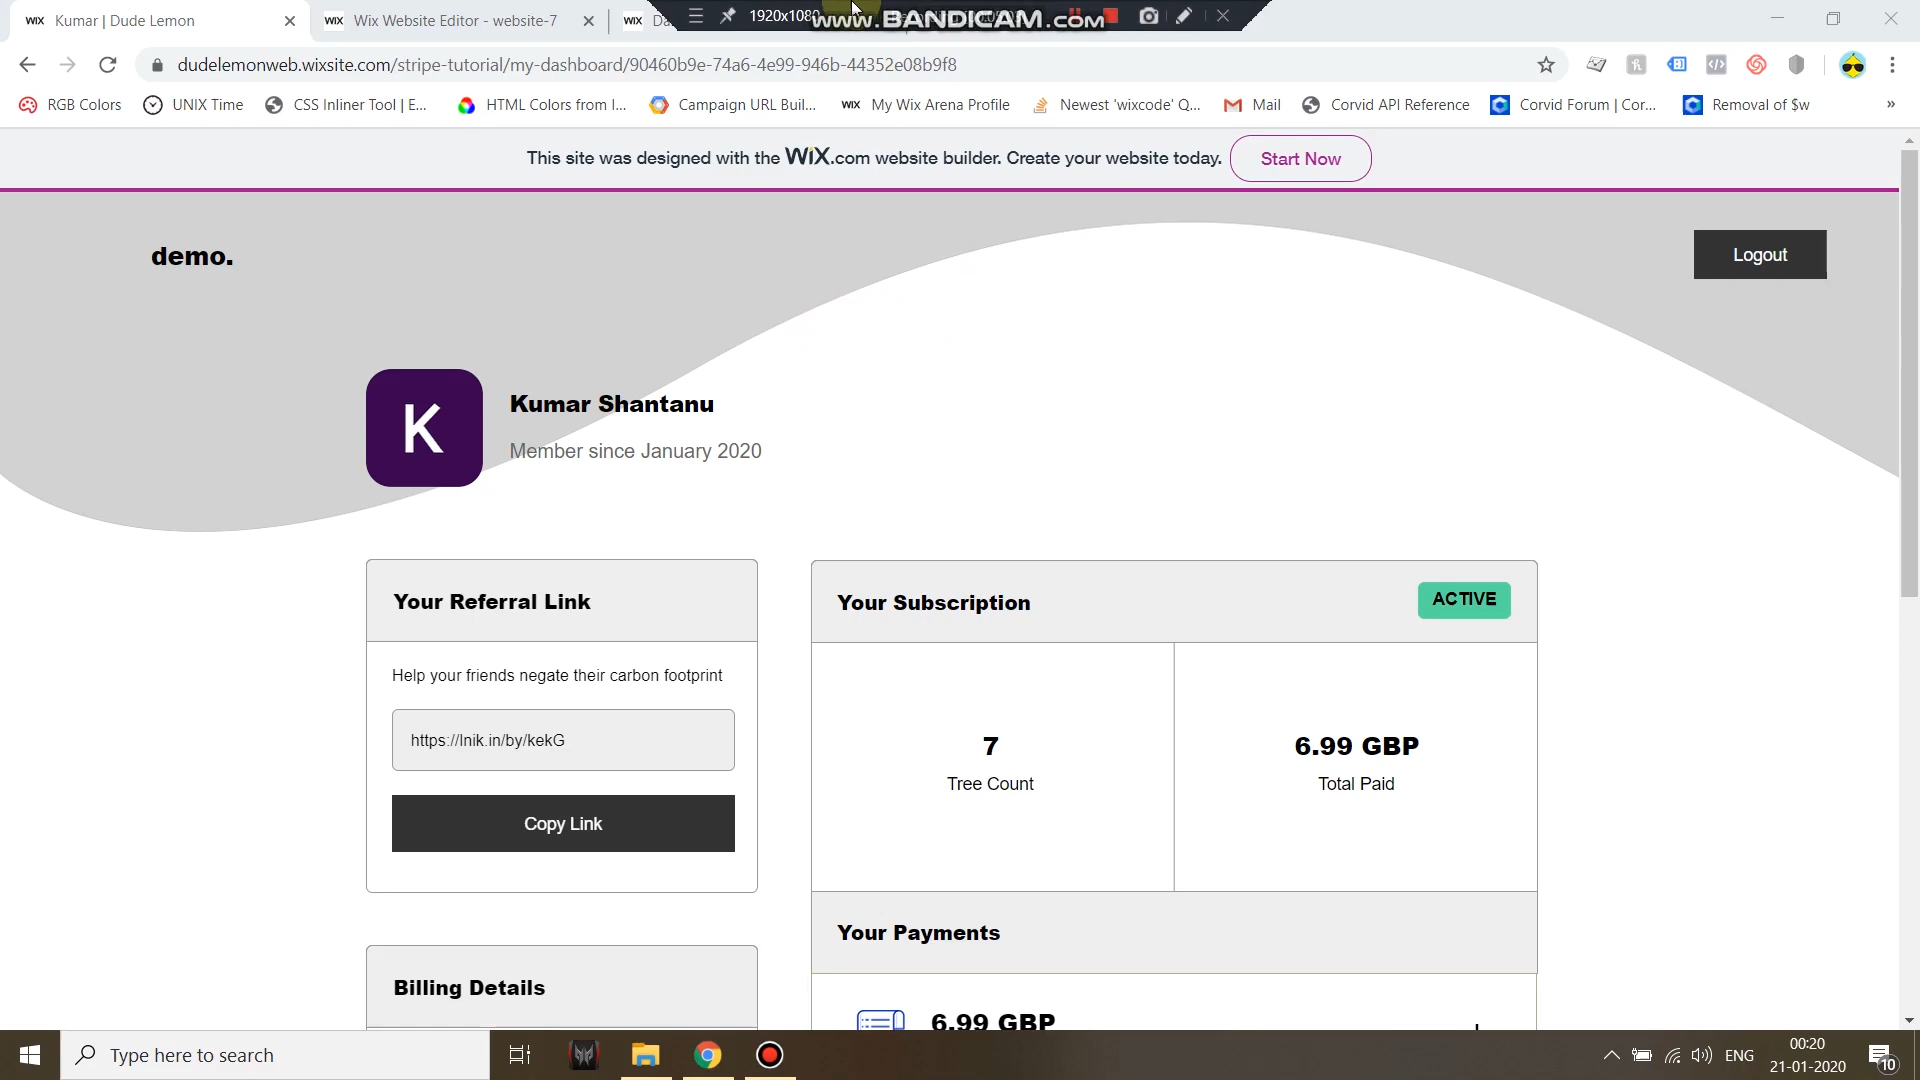 Kumar | Dude Lemon
Wix Website Editor - website-7
1920x1080
www.BANDICAM.com
dudelemonweb.wixsite.com/stripe-tutorial/my-dashboard/90460b9e-74a6-4e99-946b-44352e08b9f8
RGB Colors
UNIX Time
CSS Inliner Tool | E...
HTML Colors from I...
Campaign URL Buil...
WIX My Wix Arena Profile
Newest 'wixcode' Q...
Mail
Corvid API Reference
Corvid Forum | Cor...
Removal of $w
»
This site was designed with the WiX.com website builder. Create your website today.
Start Now
demo.
Logout
K
Kumar Shantanu
Member since January 2020
Your Referral Link
Help your friends negate their carbon footprint
https://lnik.in/by/kekG
Copy Link
Billing Details
Your Subscription
ACTIVE
7
Tree Count
6.99 GBP
Total Paid
Your Payments
6.99 GBP
Type here to search
ENG
00:20
21-01-2020
10